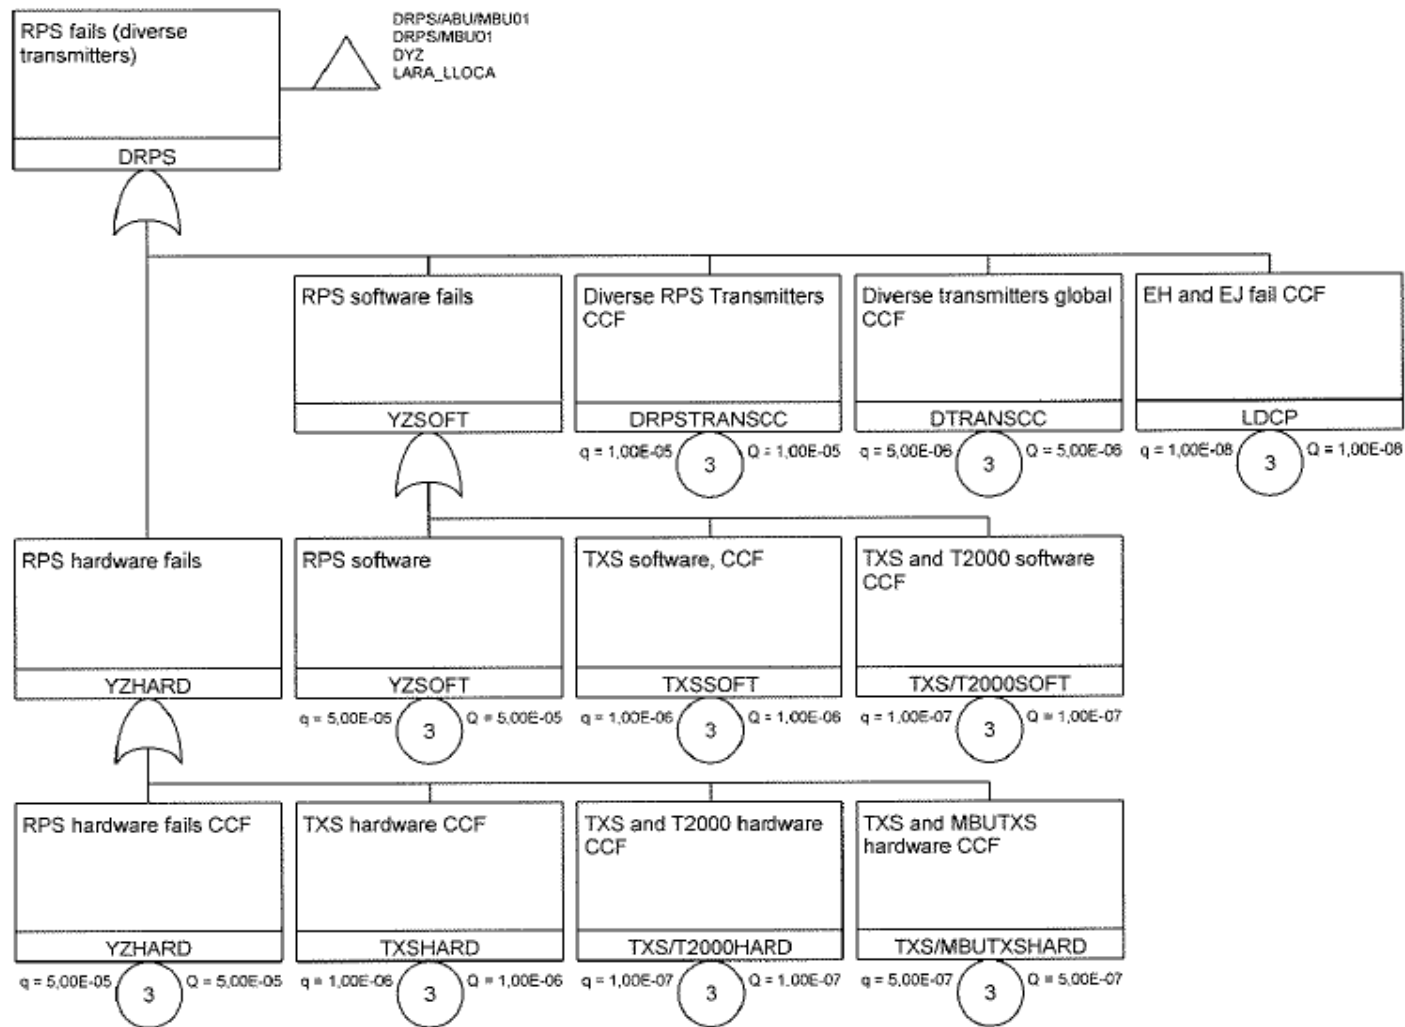 RPS fails (diverse
transmitters)
DRPS
DRPS/ABU/MBU01
DRPS/MBU01
DYZ
LARA_LLOCA
RPS software fails
YZSOFT
Diverse RPS Transmitters
CCF
DRPSTRANSCC
q = 1,00E-05
3
Q = 1,00E-05
Diverse transmitters global
CCF
DTRANSCC
q = 5,00E-06
3
Q = 5,00E-06
EH and EJ fail CCF
LDCP
q = 1,00E-08
3
Q = 1,00E-08
RPS hardware fails
YZHARD
RPS software
YZSOFT
q = 5,00E-05
3
Q = 5,00E-05
TXS software, CCF
TXSSOFT
q = 1,00E-06
3
Q = 1,00E-06
TXS and T2000 software
CCF
TXS/T2000SOFT
q = 1,00E-07
3
Q = 1,00E-07
RPS hardware fails CCF
YZHARD
q = 5,00E-05
3
Q = 5,00E-05
TXS hardware CCF
TXSHARD
q = 1,00E-06
3
Q = 1,00E-06
TXS and T2000 hardware
CCF
TXS/T2000HARD
q = 1,00E-07
3
Q = 1,00E-07
TXS and MBUTXS
hardware CCF
TXS/MBUTXSHARD
q = 5,00E-07
3
Q = 5,00E-07